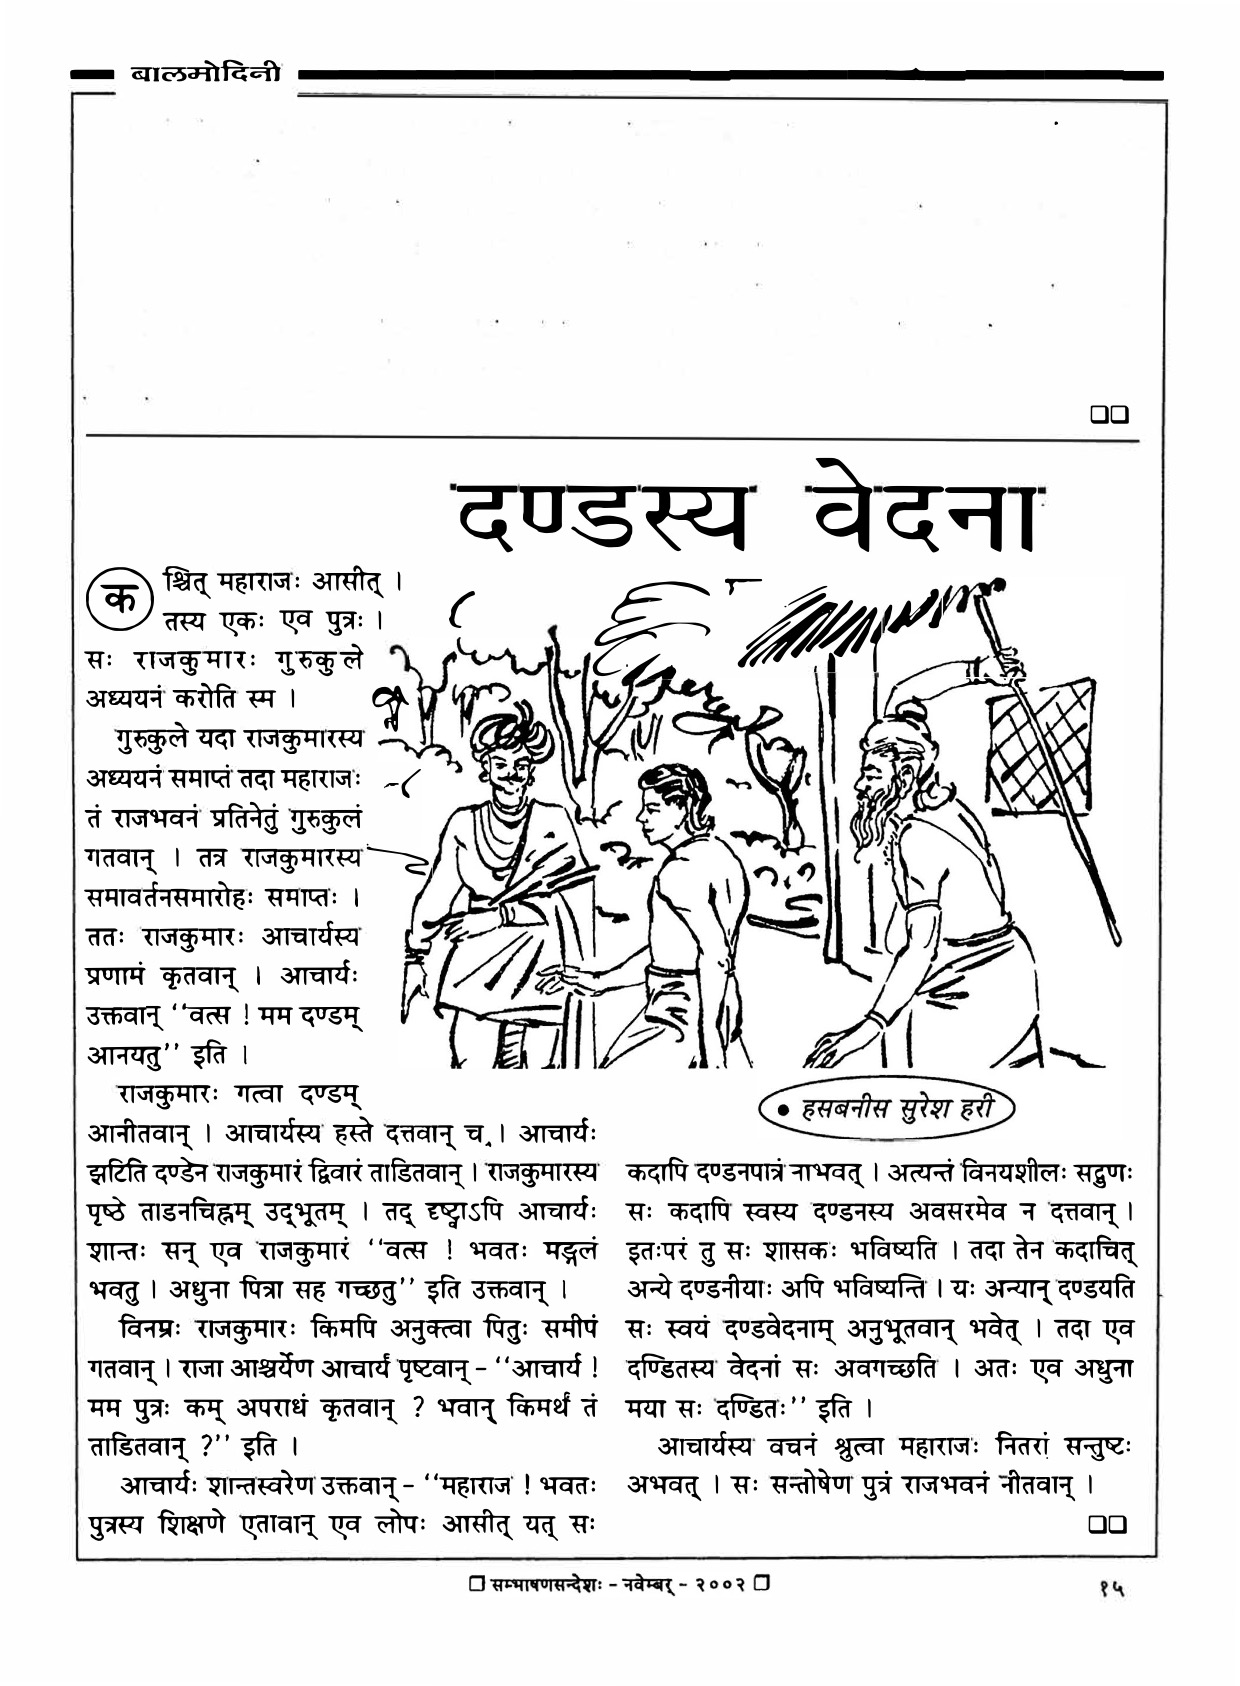 बालमोदिनी
दण्डस्य वेदना
कश्चित् महाराजः आसीत् ।
तस्य एकः एव पुत्रः ।
सः राजकुमारः गुरुकुले
अध्ययनं करोति स्म ।
गुरुकुले यदा राजकुमारस्य
अध्ययनं समाप्तं तदा महाराजः
तं राजभवनं प्रतिनेतुं गुरुकुलं
गतवान् । तत्र राजकुमारस्य
समावर्तनसमारोहः समाप्तः ।
ततः राजकुमारः आचार्यस्य
प्रणामं कृतवान् । आचार्यः
उक्तवान् ‘‘वत्स ! मम दण्डम्
आनयतु’’ इति ।
राजकुमारः गत्वा दण्डम्
आनीतवान् । आचार्यस्य हस्ते दत्तवान् च । आचार्यः
झटिति दण्डेन राजकुमारं द्विवारं ताडितवान् । राजकुमारस्य
पृष्ठे ताडनचिह्नम् उद्भूतम् । तद् दृष्ट्वाऽपि आचार्यः
शान्तः सन् एव राजकुमारं ‘‘वत्स ! भवतः मङ्गलं
भवतु । अधुना पित्रा सह गच्छतु’’ इति उक्तवान् ।
विनम्रः राजकुमारः किमपि अनुक्त्वा पितुः समीपं
गतवान् । राजा आश्चर्येण आचार्यं पृष्टवान् – ‘‘आचार्य !
मम पुत्रः कम् अपराधं कृतवान् ? भवान् किमर्थं तं
ताडितवान् ?’’ इति ।
आचार्यः शान्तस्वरेण उक्तवान् – ‘‘महाराज ! भवतः
पुत्रस्य शिक्षणे एतावान् एव लोपः आसीत् यत् सः
• हसबनीस सुरेश हरी
कदापि दण्डनपात्रं नाभवत् । अत्यन्तं विनयशीलः सद्गुणः
सः कदापि स्वस्य दण्डनस्य अवसरमेव न दत्तवान् ।
इतःपरं तु सः शासकः भविष्यति । तदा तेन कदाचित्
अन्ये दण्डनीयाः अपि भविष्यन्ति । यः अन्यान् दण्डयति
सः स्वयं दण्डवेदनाम् अनुभूतवान् भवेत् । तदा एव
दण्डितस्य वेदनां सः अवगच्छति । अतः एव अधुना
मया सः दण्डितः’’ इति ।
आचार्यस्य वचनं श्रुत्वा महाराजः नितरां सन्तुष्टः
अभवत् । सः सन्तोषेण पुत्रं राजभवनं नीतवान् ।
❒ सम्भाषणसन्देशः – नवेम्बर् – २००२ ❒
१५